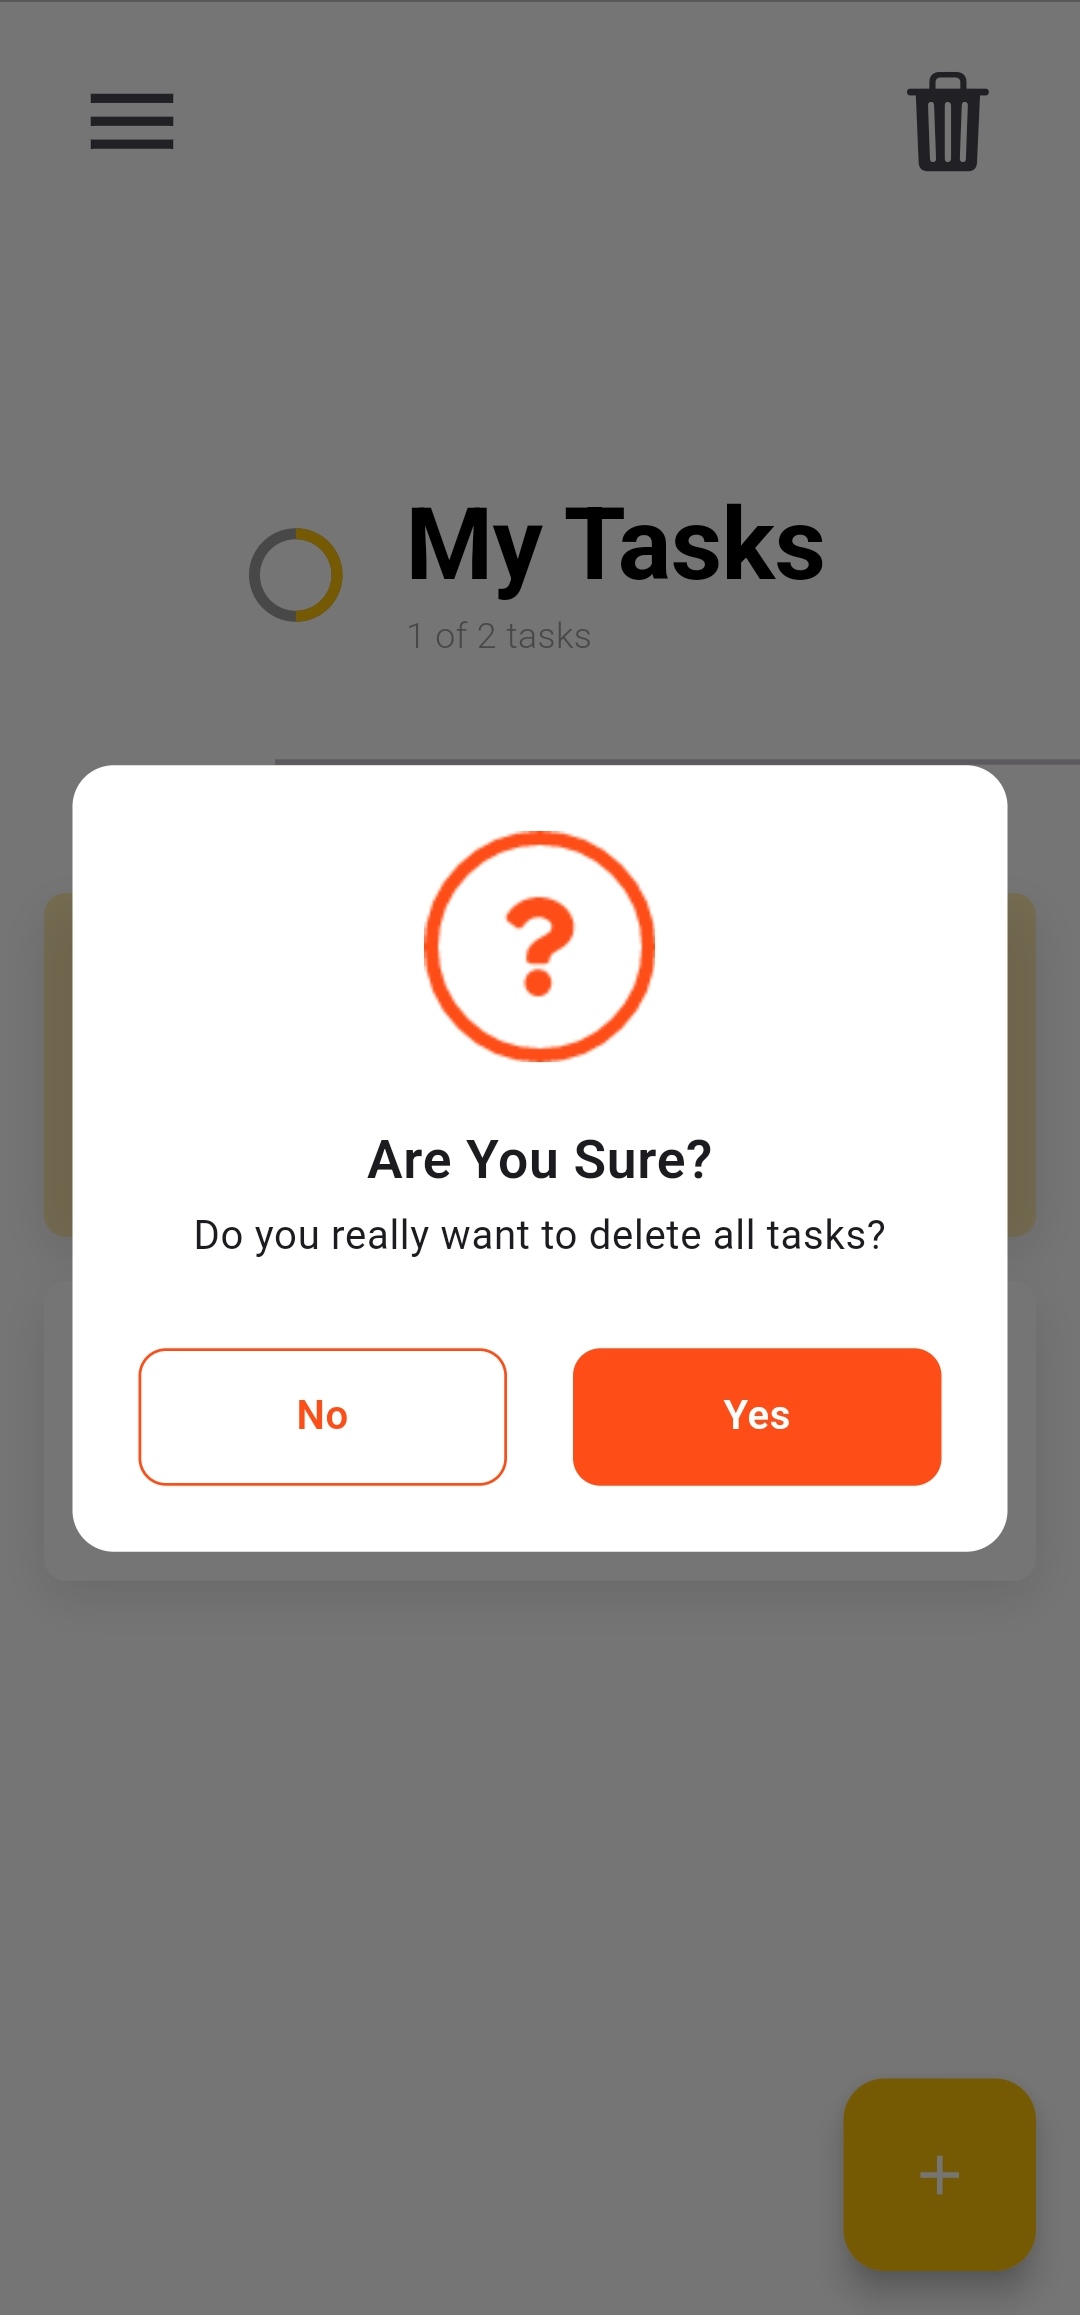 My Tasks
1 of 2 tasks
?
Are You Sure?
Do you really want to delete all tasks?
No
Yes
+